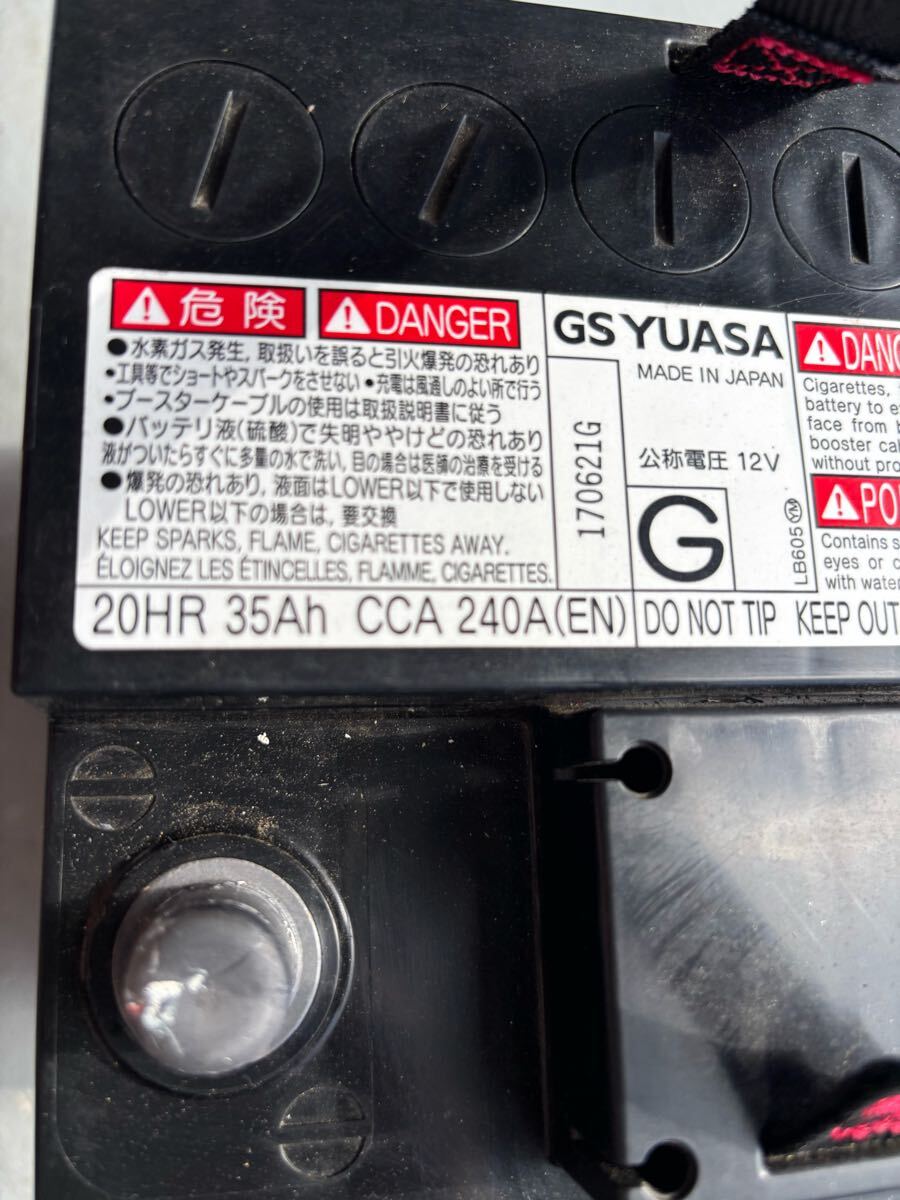 危険 DANGER
●水素ガス発生, 取扱いを誤ると引火爆発の恐れあり
•工具等でショートやスパークをさせない •充電は風通しのよい所で行う
•ブースターケーブルの使用は取扱説明書に従う
●バッテリ液(硫酸)で失明ややけどの恐れあり
液がついたらすぐに多量の水で洗い, 目の場合は医師の治療を受ける
●爆発の恐れあり, 液面はLOWER以下で使用しない
LOWER以下の場合は, 要交換
KEEP SPARKS, FLAME, CIGARETTES AWAY.
ÉLOIGNEZ LES ÉTINCELLES, FLAMME, CIGARETTES.
20HR 35Ah CCA 240A(EN)
170621G
GS YUASA
MADE IN JAPAN
公称電圧 12V
G
LB605 YM
DO NOT TIP KEEP OUT
Cigarettes,
battery to
face from
booster
without
Contains
eyes or
with